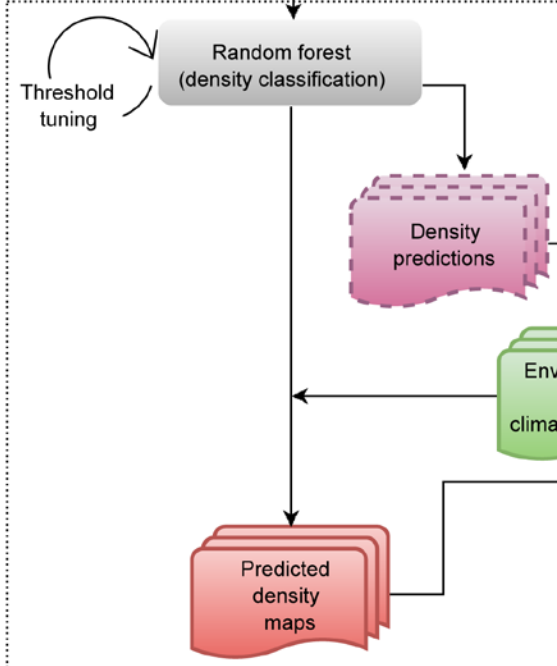 Random forest
(density classification)
Threshold
tuning
Density
predictions
Predicted
density
maps